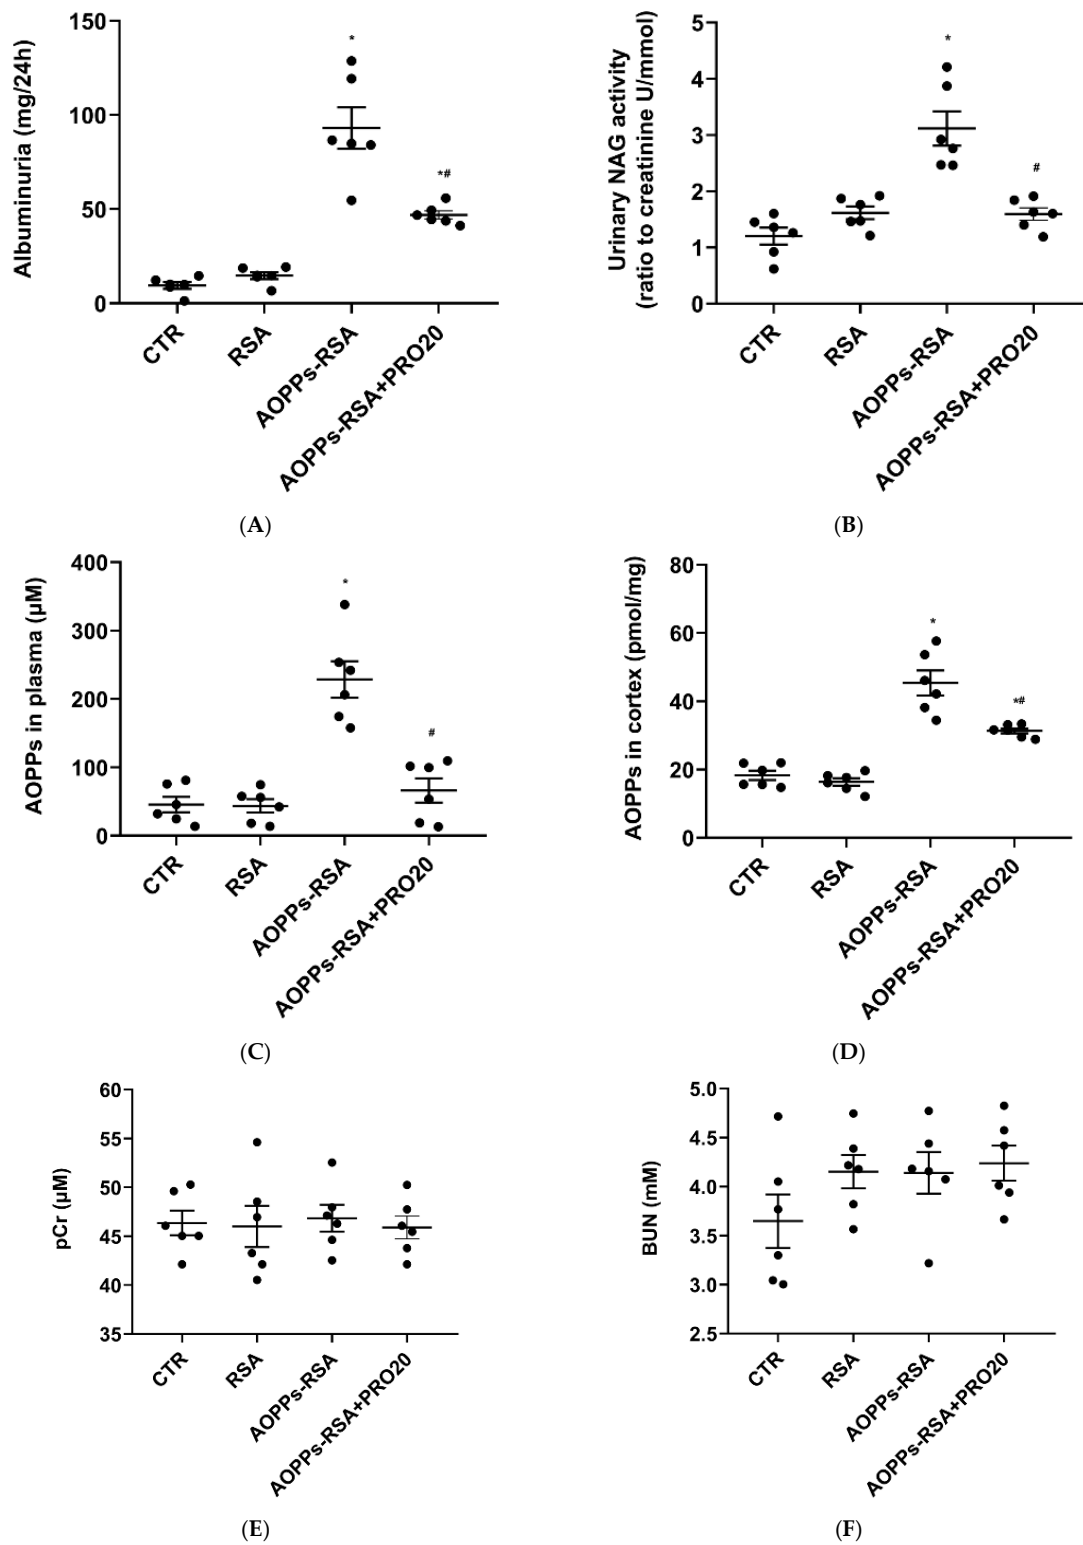 Albuminuria (mg/24h)
150
100
50
0
*
*#
CTR
RSA
AOPPs-RSA
AOPPs-RSA+PRO20
(A)
Urinary NAG activity
(ratio to creatinine U/mmol)
5
4
3
2
1
0
*
#
CTR
RSA
AOPPs-RSA
AOPPs-RSA+PRO20
(B)
AOPPs in plasma (μM)
400
300
200
100
0
*
#
CTR
RSA
AOPPs-RSA
AOPPs-RSA+PRO20
(C)
AOPPs in cortex (pmol/mg)
80
60
40
20
0
*
*#
CTR
RSA
AOPPs-RSA
AOPPs-RSA+PRO20
(D)
pCr (μM)
60
55
50
45
40
35
CTR
RSA
AOPPs-RSA
AOPPs-RSA+PRO20
(E)
BUN (mM)
5.0
4.5
4.0
3.5
3.0
2.5
CTR
RSA
AOPPs-RSA
AOPPs-RSA+PRO20
(F)